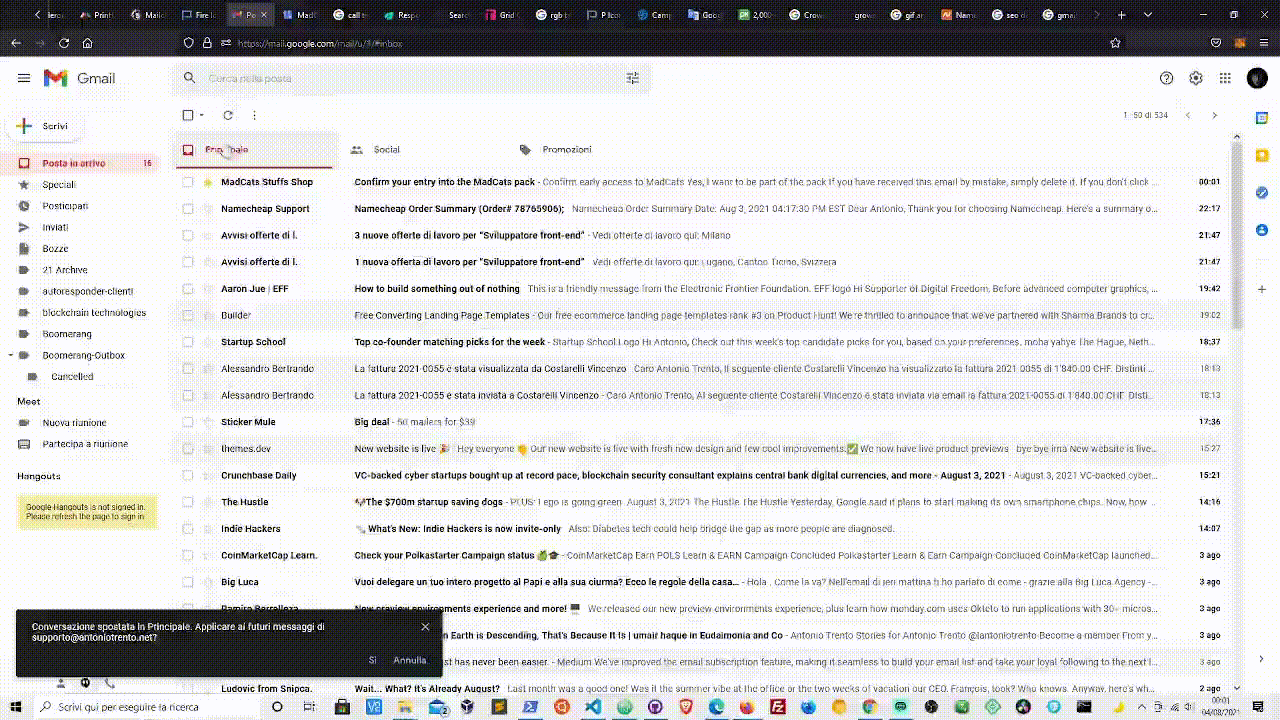 Print
Fire
Mad
call
Resp
Sear
Grid
rgb t
P Ico
Cam
Goo
2,000
Crow
grow
gif ar
Nam
seo
gma
https://mail.google.com/mail/u/1/#inbox
Gmail
Cerca nella posta
Scrivi
1–50 di 534
Principale
Social
Promozioni
Posta in arrivo 16
Speciali
Posticipati
Inviati
Bozze
21 Archive
autoresponder-clienti
blockchain technologies
Boomerang
Boomerang-Outbox
Cancelled
Meet
Nuova riunione
Partecipa a riunione
Hangouts
Google Hangouts is not signed in.
Please refresh the page to sign in
MadCats Stuffs Shop Confirm your entry into the MadCats pack - Confirm early access to MadCats Yes, I want to be part of the pack If you have received this email by mistake, simply delete it. If you don't click ... 00:01
Namecheap Support Namecheap Order Summary (Order# 78765906); Namecheap Order Summary Date: Aug 3, 2021 04:17:30 PM EST Dear Antonio, Thank you for choosing Namecheap. Here's a summary o... 22:17
Avvisi offerte di l. 3 nuove offerte di lavoro per “Sviluppatore front-end” - Vedi offerte di lavoro qui: Milano 21:47
Avvisi offerte di l. 1 nuova offerta di lavoro per “Sviluppatore front-end” - Vedi offerte di lavoro qui: Lugano, Canton Ticino, Svizzera 21:47
Aaron Jue | EFF How to build something out of nothing This is a friendly message from the Electronic Frontier Foundation. EFF logo Hi Supporter of Digital Freedom, Before advanced computer graphics, ... 19:42
Builder Free Converting Landing Page Templates - Our free ecommerce landing page templates rank #3 on Product Hunt! We're thrilled to announce that we've partnered with Sharma Brands to cr... 19:02
Startup School Top co-founder matching picks for the week - Startup School Logo Hi Antonio, Check out this week's top candidate picks for you, based on your preferences. moha yahye The Hague, Neth... 18:37
Alessandro Bertrando La fattura 2021-0055 è stata visualizzata da Costarelli Vincenzo - Caro Antonio Trento, Il seguente cliente Costarelli Vincenzo ha visualizzato la fattura 2021-0055 di 1'840.00 CHF. Distinti ... 18:13
Alessandro Bertrando La fattura 2021-0055 è stata inviata a Costarelli Vincenzo - Caro Antonio Trento, Al seguente cliente Costarelli Vincenzo è stata inviata via email la fattura 2021-0055 di 1'840.00 CHF. Distinti ... 18:13
Sticker Mule Big deal - 50 mailers for $39 17:36
themes.dev New website is live 🎉 - Hey everyone 👋 Our new website is live with fresh new design and few cool improvements.✅ We now have live product previews bye bye ima New website is live... 15:27
Crunchbase Daily VC-backed cyber startups bought up at record pace, blockchain security consultant explains central bank digital currencies, and more - August 3, 2021 - VC-backed cyber... 15:21
The Hustle 🐶The $700m startup saving dogs - PLUS: Lego is going green. August 3, 2021 The Hustle The Hustle Yesterday, Google said it plans to start making its own smartphone chips. Now, how ... 14:16
Indie Hackers What's New: Indie Hackers is now invite-only Also: Diabetes tech could help bridge the gap as more people are diagnosed. 14:07
CoinMarketCap Learn. Check your Polkastarter Campaign status 🍏🎓 - CoinMarketCap Earn POLS Learn & EARN Campaign Concluded Polkastarter Learn & Earn Campaign Concluded CoinMarketCap launched... 3 ago
Big Luca Vuoi delegare un tuo intero progetto al Papi e alla sua ciurma? Ecco le regole della casa... - Hola , Come la va? Nell'email di ieri mattina ti ho parlato di come - grazie alla Big Luca Agency - ... 3 ago
Ramiro Berrelleza New preview environments experience and more! We released our new preview environments experience, plus learn how monday.com uses Okteto to run applications with 30+ micros... 3 ago
n Earth is Descending, That's Because It Is | umair haque in Eudaimonia and Co - Antonio Trento Stories for Antonio Trento @lantoniotrento·Become a member From y... 3 ago
st has never been easier. - Medium We've improved the email subscription feature, making it seamless to build your email list and take your loyal following to the next l... 3 ago
Ludovic from Snipca. Wait... What? It's Already August? Last month was a good one! Was it the summer vibe at the office or the two weeks of vacation our CEO, François, took? Who knows. Anyway, here's wh... 2 ago
Conversazione spostata in Principale. Applicare ai futuri messaggi di
supporto@antoniotrento.net?
Sì Annulla
Scrivi qui per eseguire la ricerca
00:01
04/08/2021